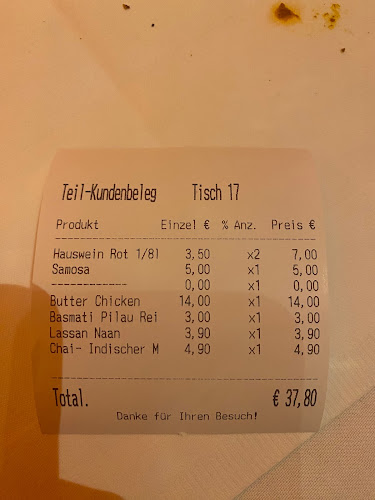 Teil-Kundenbeleg Tisch 17
Produkt Einzel € % Anz. Preis €
Hauswein Rot 1/8l 3,50 x2 7,00
Samosa 5,00 x1 5,00
------------ 0,00 x1 0,00
Butter Chicken 14,00 x1 14,00
Basmati Pilau Rei 3,00 x1 3,00
Lassan Naan 3,90 x1 3,90
Chai- Indischer M 4,90 x1 4,90
Total. € 37,80
Danke für Ihren Besuch!